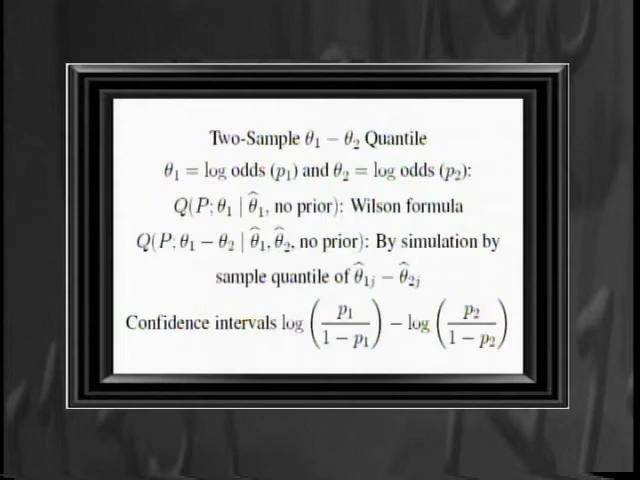 Two-Sample θ₁ − θ₂ Quantile
θ₁ = log odds (p₁) and θ₂ = log odds (p₂):
Q(P; θ₁ | θ̂₁, no prior): Wilson formula
Q(P; θ₁ − θ₂ | θ̂₁, θ̂₂, no prior): By simulation by
sample quantile of θ̂₁ⱼ − θ̂₂ⱼ
Confidence intervals log (p₁ / 1 − p₁) − log (p₂ / 1 − p₂)